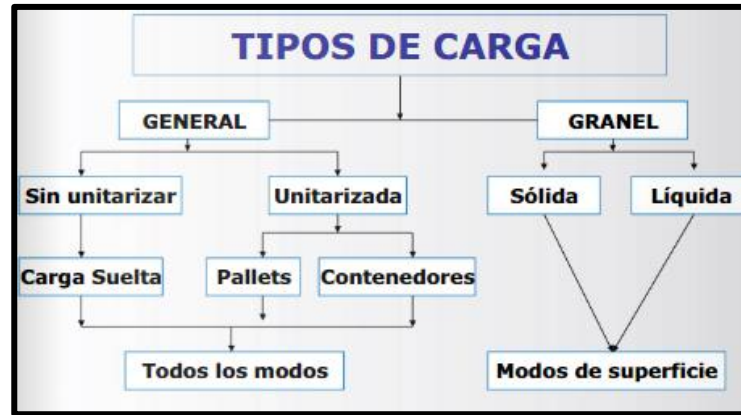 TIPOS DE CARGA
GENERAL
GRANEL
Sin unitarizar
Unitarizada
Sólida
Líquida
Carga Suelta
Pallets
Contenedores
Todos los modos
Modos de superficie